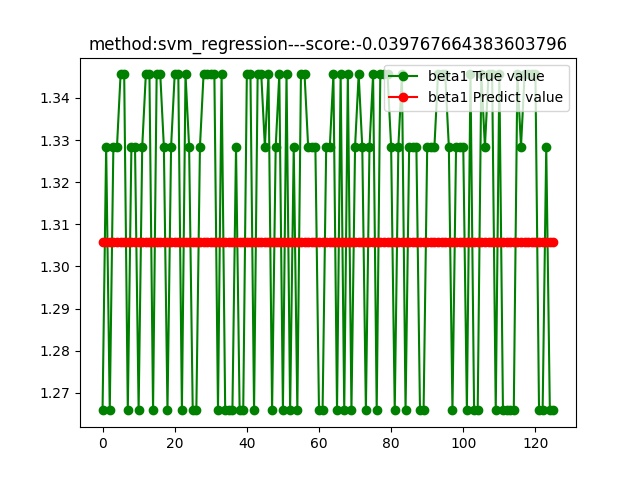 method:svm_regression---score:-0.039767664383603796
beta1 True value
beta1 Predict value
1.34
1.33
1.32
1.31
1.30
1.29
1.28
1.27
0 20 40 60 80 100 120